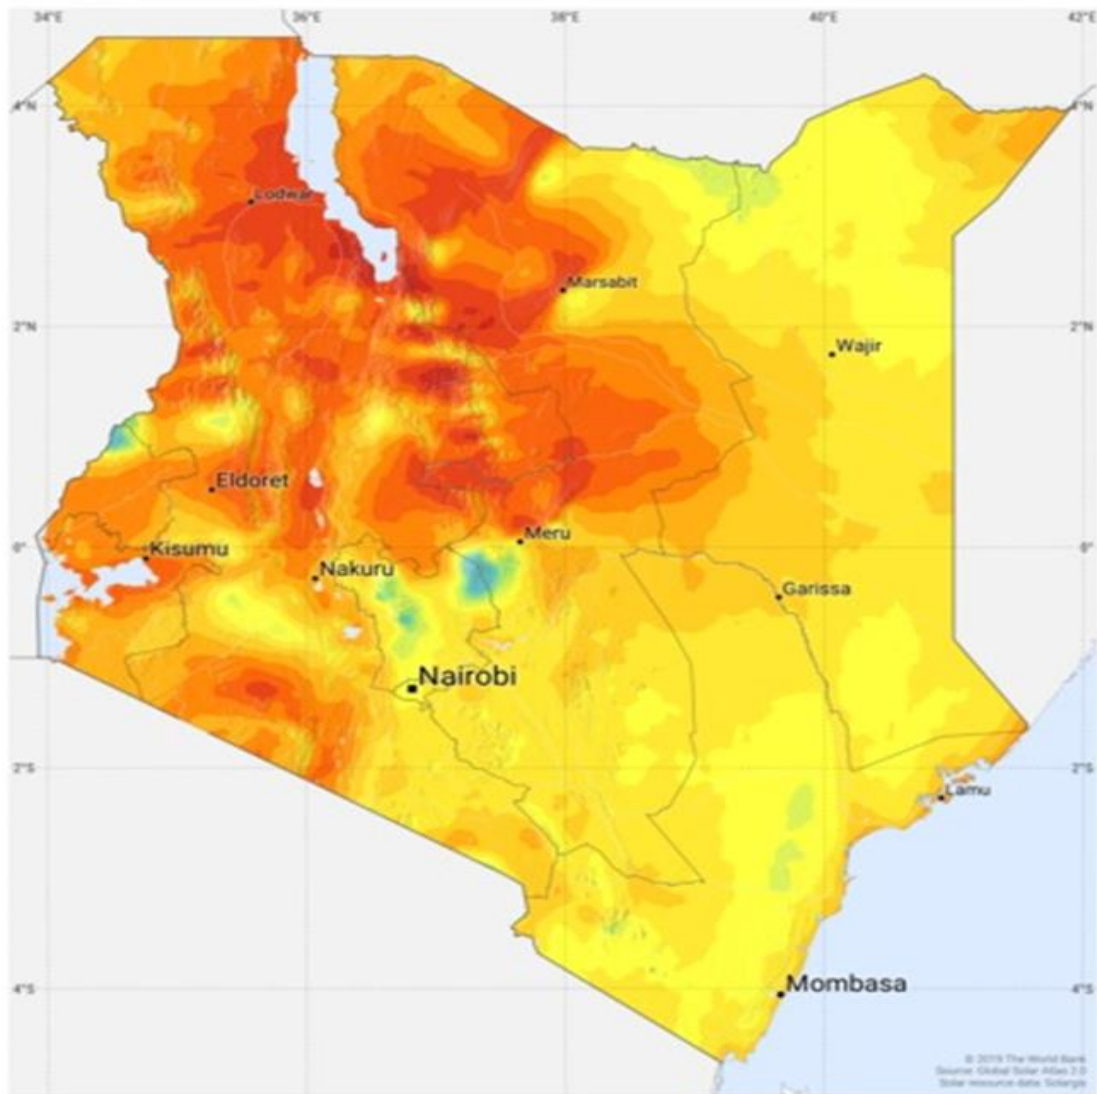 34°E 36°E 38°E 40°E 42°E
4°N 4°N
Lodwar
Marsabit
2°N 2°N
Wajir
Eldoret
Meru
0° 0°
Kisumu
Nakuru
Garissa
Nairobi
2°S 2°S
Lamu
4°S 4°S
Mombasa
© 2019 The World Bank
Source: Global Solar Atlas 2.0
Solar resource data: Solargis